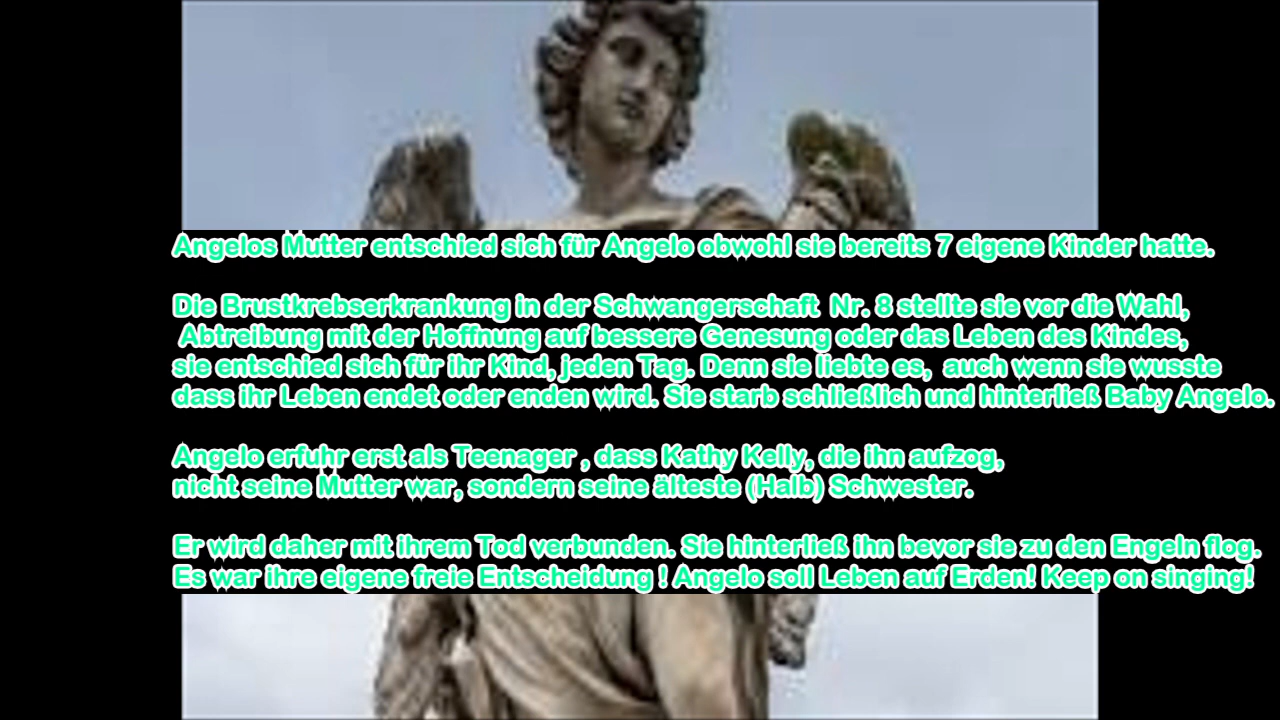 Angelos Mutter entschied sich für Angelo obwohl sie bereits 7 eigene Kinder hatte.
Die Brustkrebserkrankung in der Schwangerschaft Nr. 8 stellte sie vor die Wahl,
Abtreibung mit der Hoffnung auf bessere Genesung oder das Leben des Kindes,
sie entschied sich für ihr Kind, jeden Tag. Denn sie liebte es, auch wenn sie wusste
dass ihr Leben endet oder enden wird. Sie starb schließlich und hinterließ Baby Angelo.
Angelo erfuhr erst als Teenager , dass Kathy Kelly, die ihn aufzog,
nicht seine Mutter war, sondern seine älteste (Halb) Schwester.
Er wird daher mit ihrem Tod verbunden. Sie hinterließ ihn bevor sie zu den Engeln flog.
Es war ihre eigene freie Entscheidung ! Angelo soll Leben auf Erden! Keep on singing!